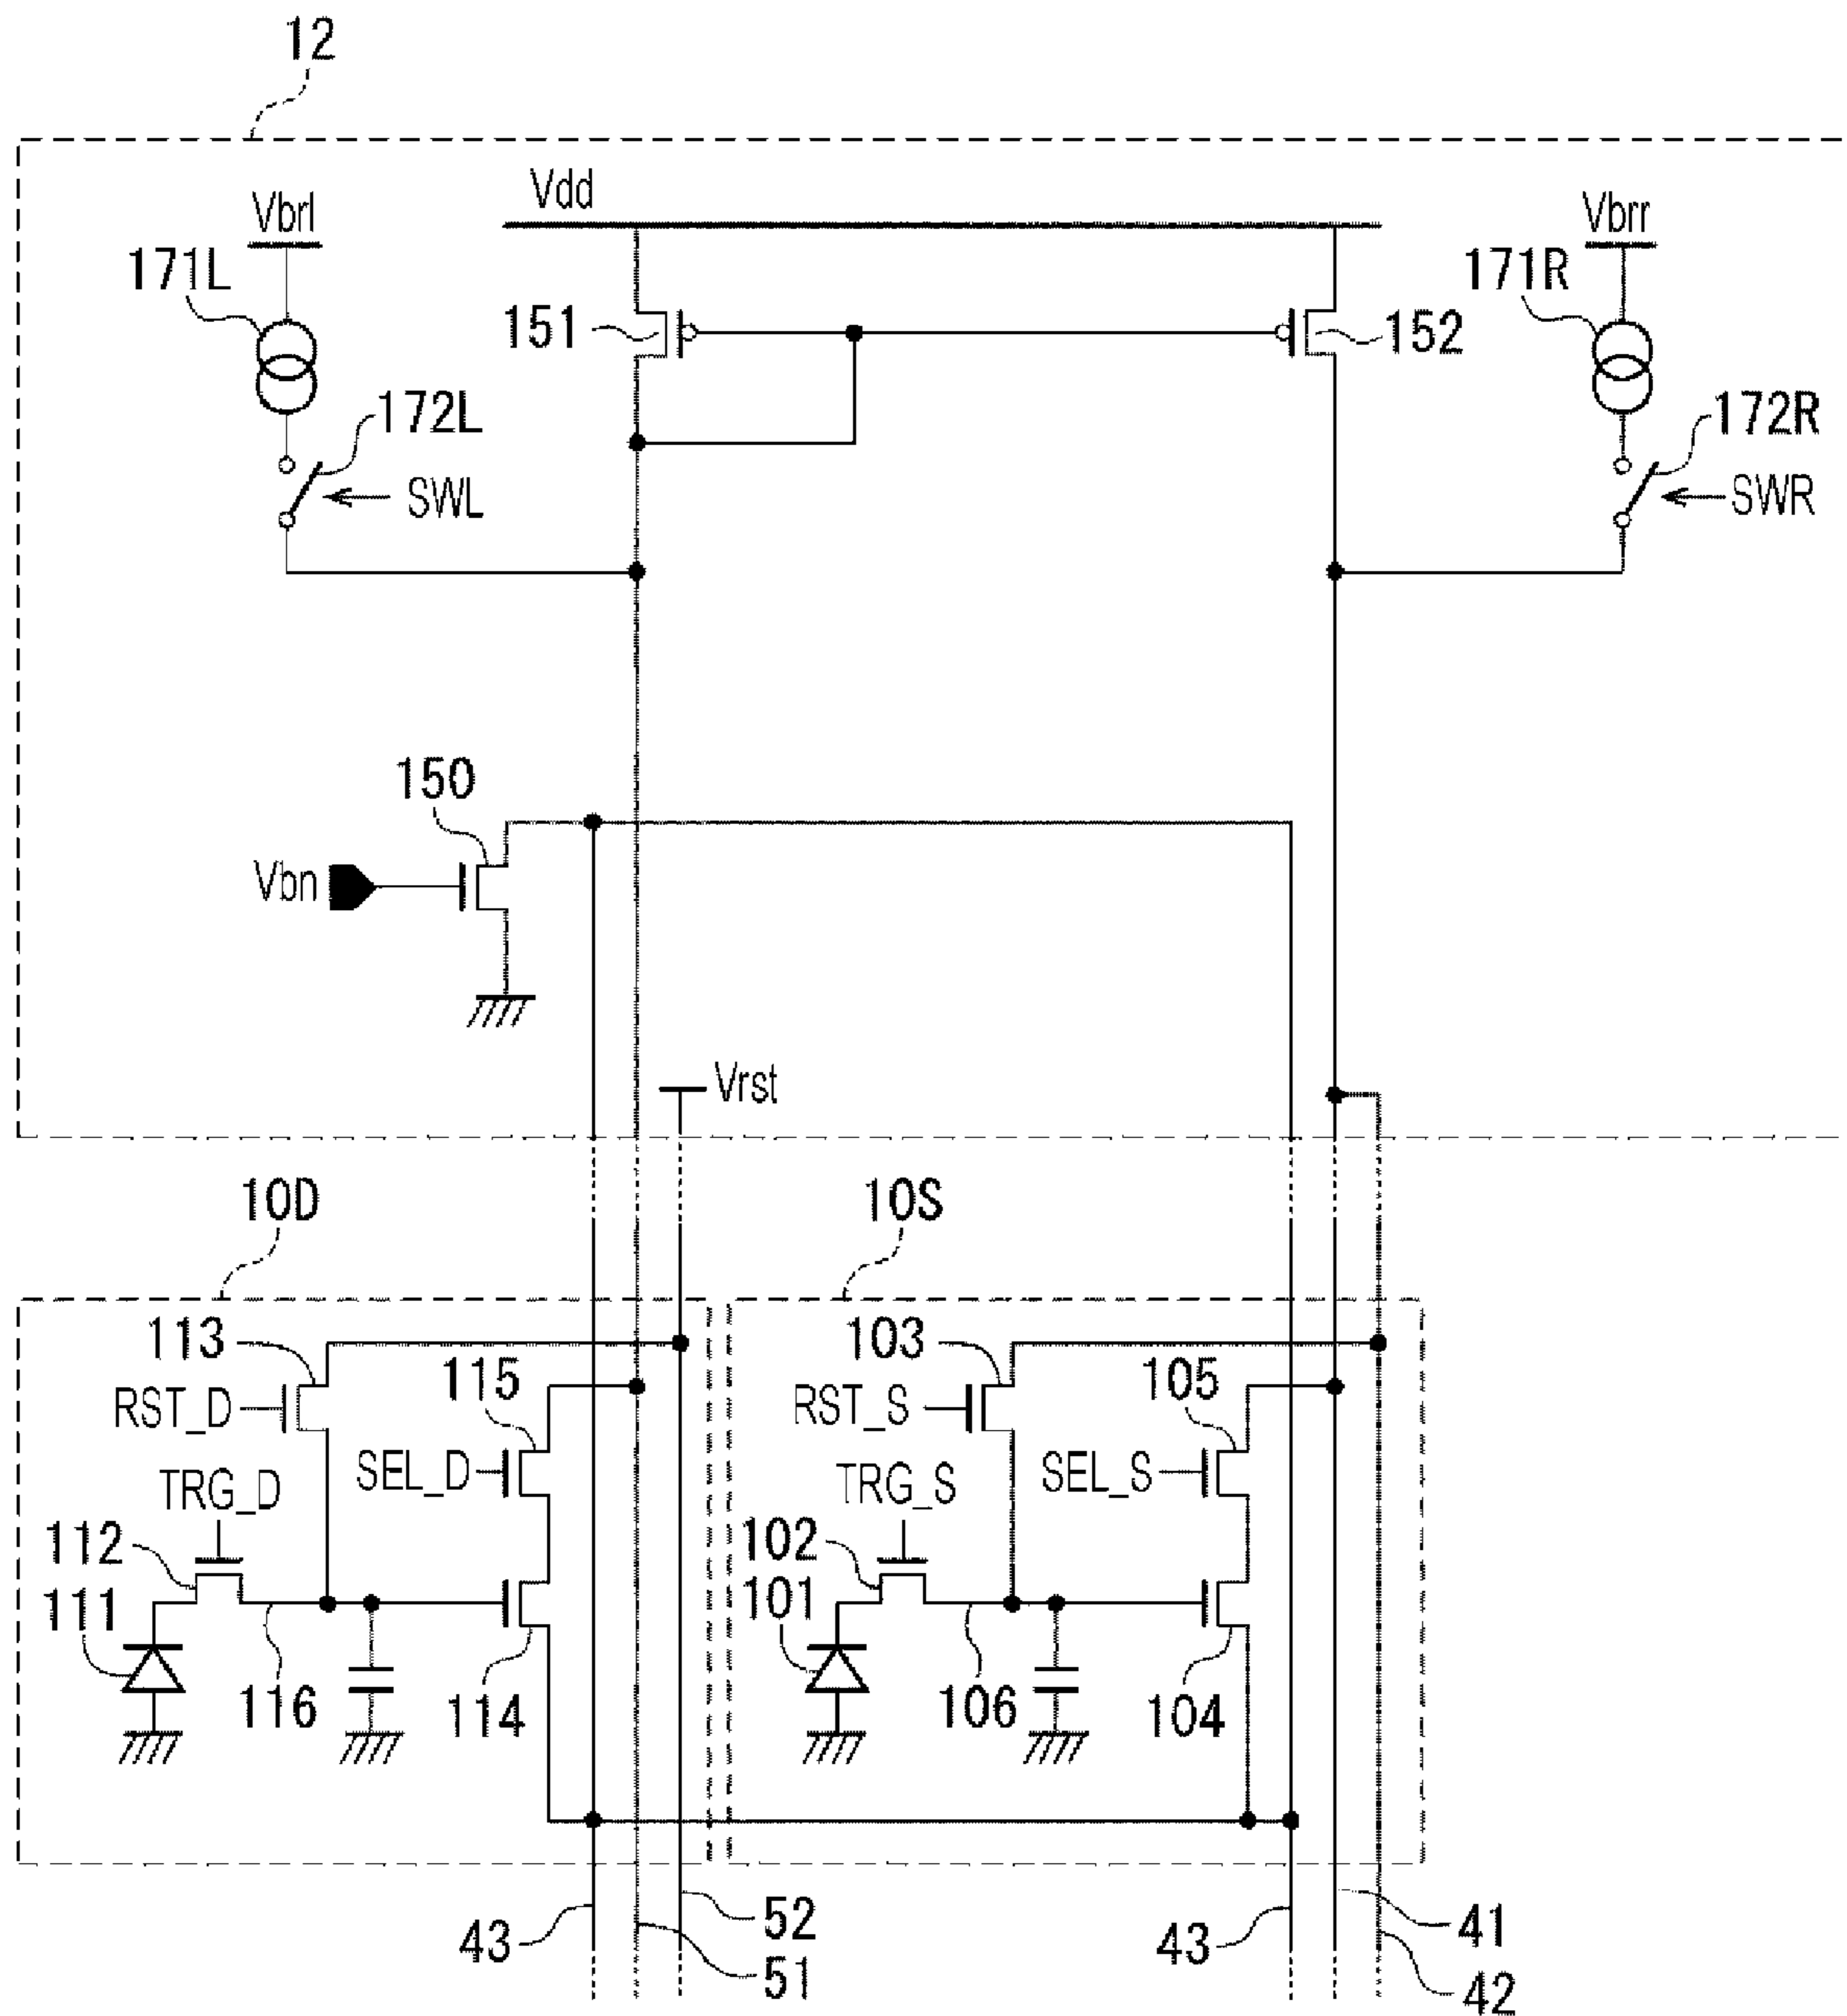 12
Vdd
Vbrl
Vbrr
171L
171R
151
152
172L
172R
SWL
SWR
150
Vbn
Vrst
10D
10S
113
103
115
105
RST_D
RST_S
SEL_D
SEL_S
TRG_D
TRG_S
112
102
111
101
116
114
106
104
43
52
51
43
41
42